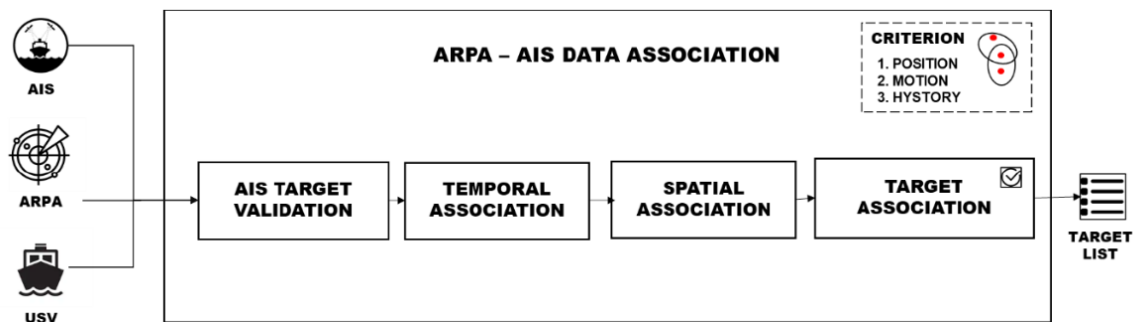 ARPA – AIS DATA ASSOCIATION
CRITERION
1. POSITION
2. MOTION
3. HYSTORY
AIS
ARPA
USV
AIS TARGET
VALIDATION
TEMPORAL
ASSOCIATION
SPATIAL
ASSOCIATION
TARGET
ASSOCIATION
TARGET
LIST